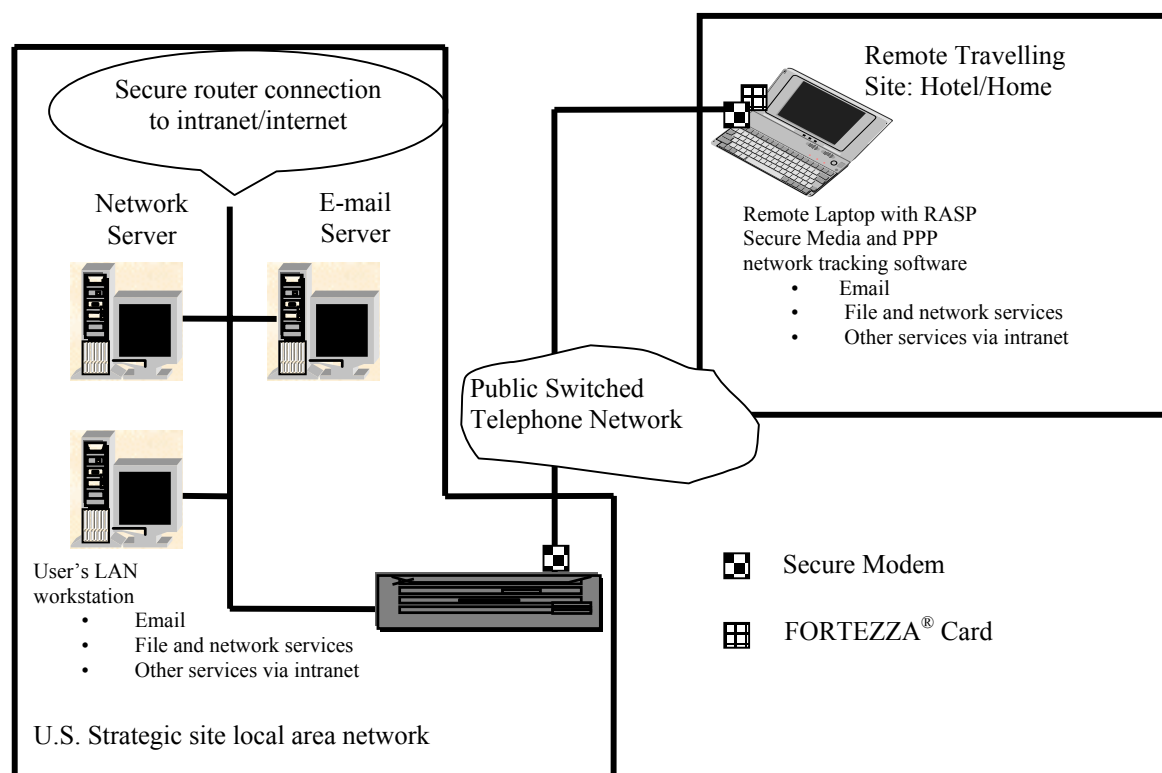 Secure router connection
to intranet/internet
Network
Server
E-mail
Server
User's LAN
workstation
• Email
• File and network services
• Other services via intranet
U.S. Strategic site local area network
Public Switched
Telephone Network
Remote Travelling
Site: Hotel/Home
Remote Laptop with RASP
Secure Media and PPP
network tracking software
• Email
• File and network services
• Other services via intranet
Secure Modem
FORTEZZA® Card